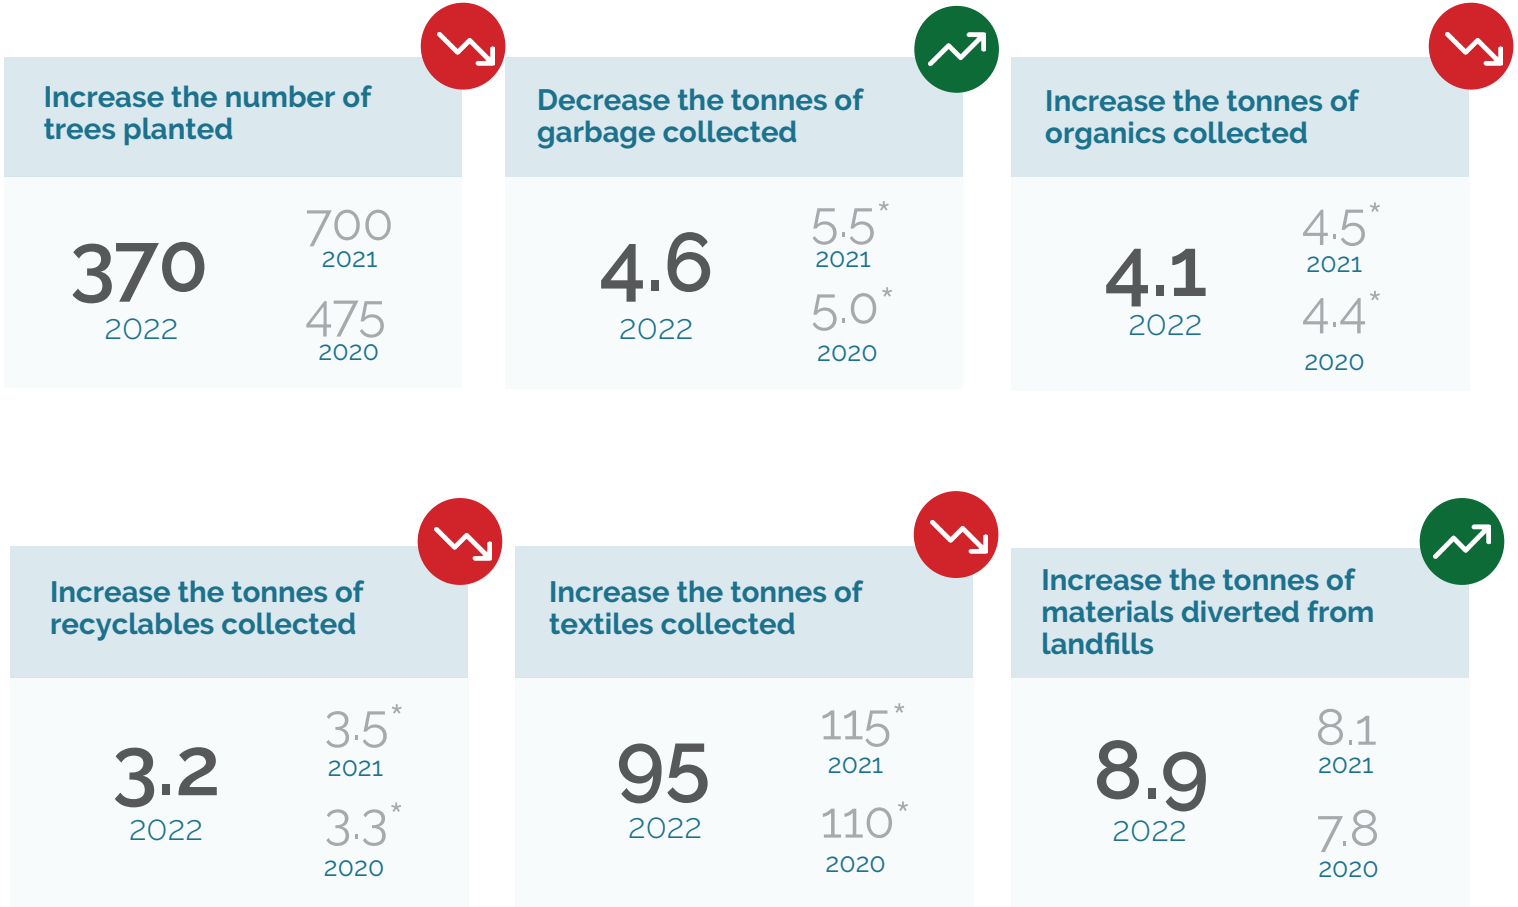 Increase the number of
trees planted
370
2022
700
2021
475
2020
Decrease the tonnes of
garbage collected
4.6
2022
5.5*
2021
5.0*
2020
Increase the tonnes of
organics collected
4.1
2022
4.5*
2021
4.4*
2020
Increase the tonnes of
recyclables collected
3.2
2022
3.5*
2021
3.3*
2020
Increase the tonnes of
textiles collected
95
2022
115*
2021
110*
2020
Increase the tonnes of
materials diverted from
landfills
8.9
2022
8.1
2021
7.8
2020